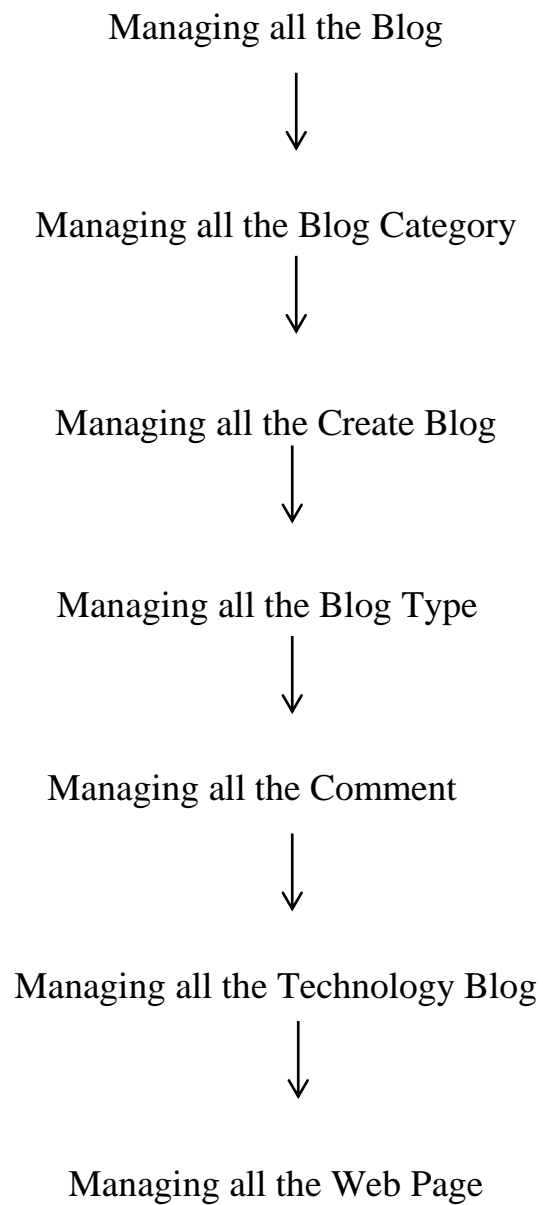 Managing all the Blog
Managing all the Blog Category
Managing all the Create Blog
Managing all the Blog Type
Managing all the Comment
Managing all the Technology Blog
Managing all the Web Page